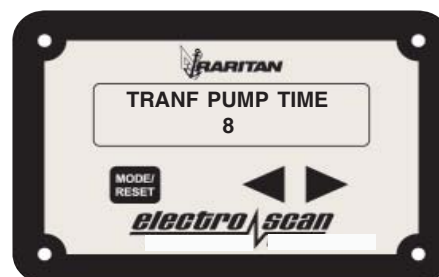 RARITAN
TRANF PUMP TIME
8
MODE/
RESET
electro scan